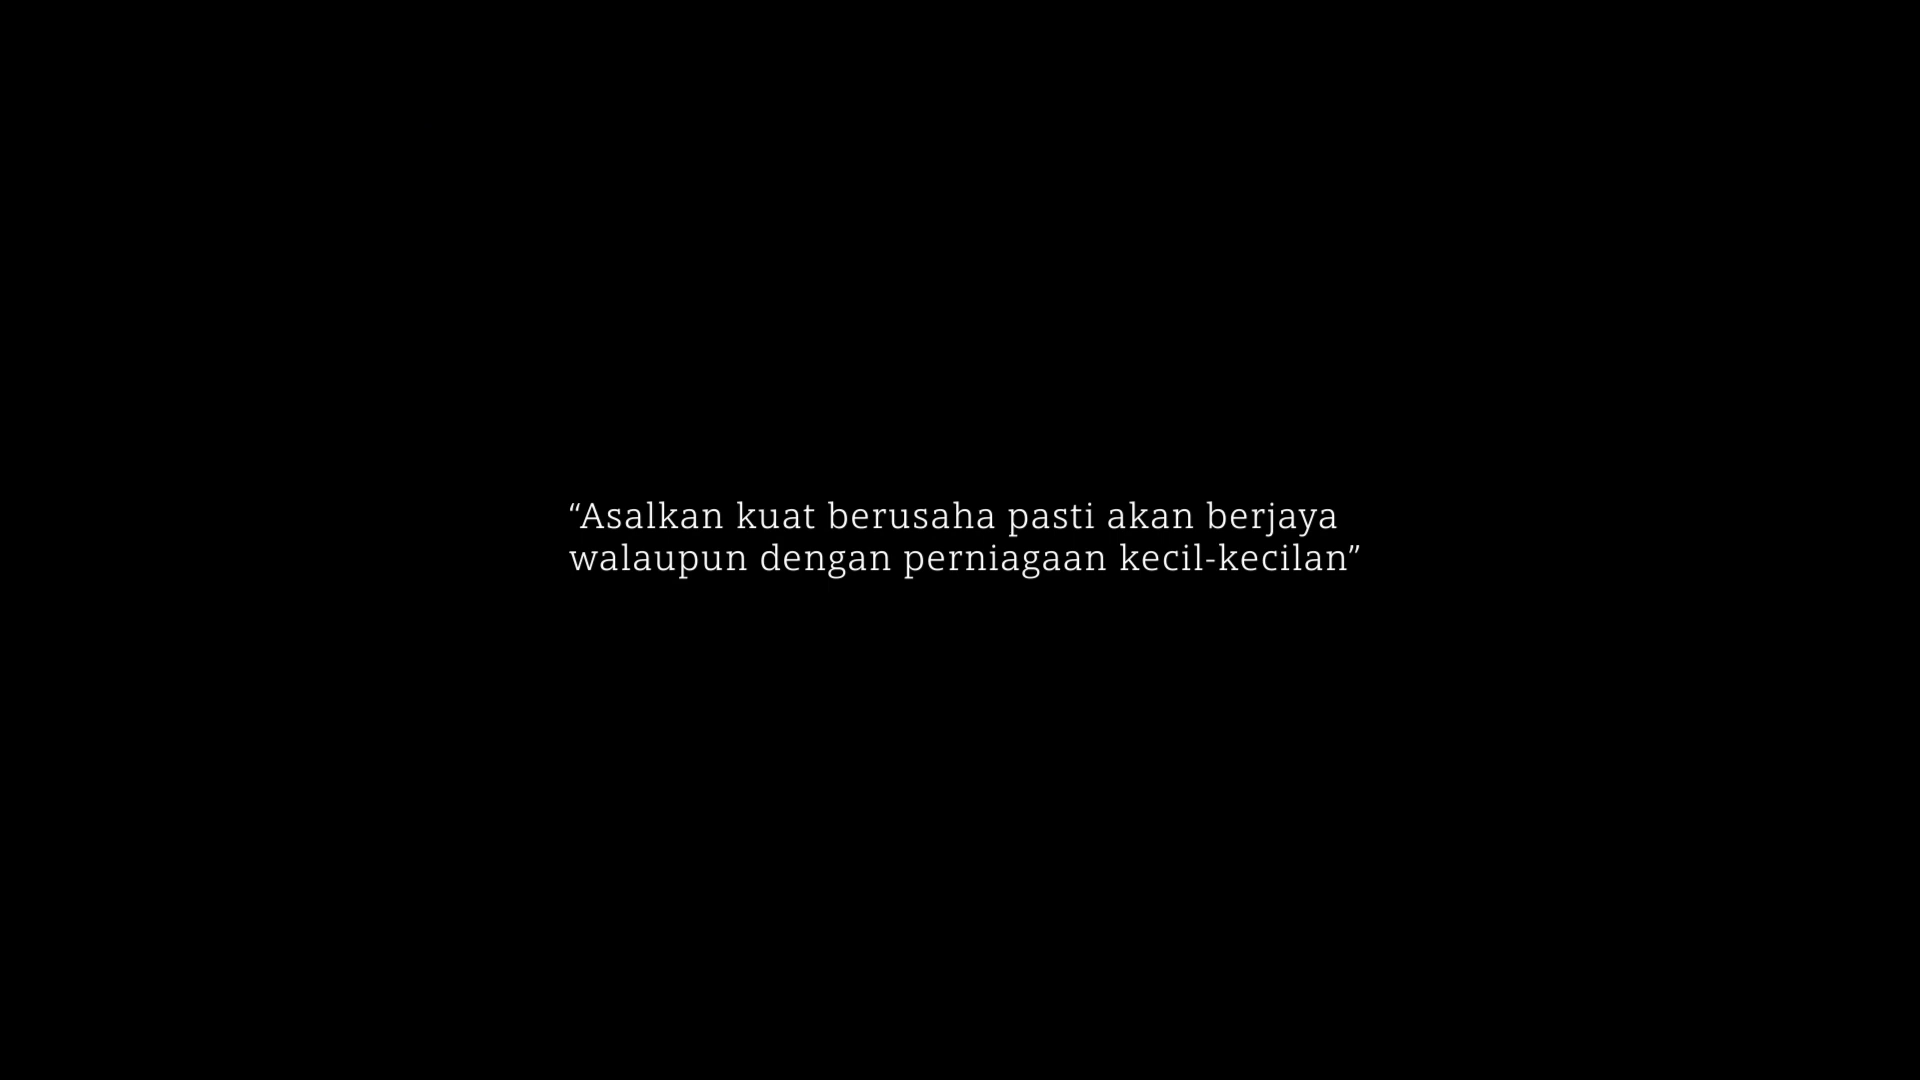 “Asalkan kuat berusaha pasti akan berjaya
walaupun dengan perniagaan kecil-kecilan”